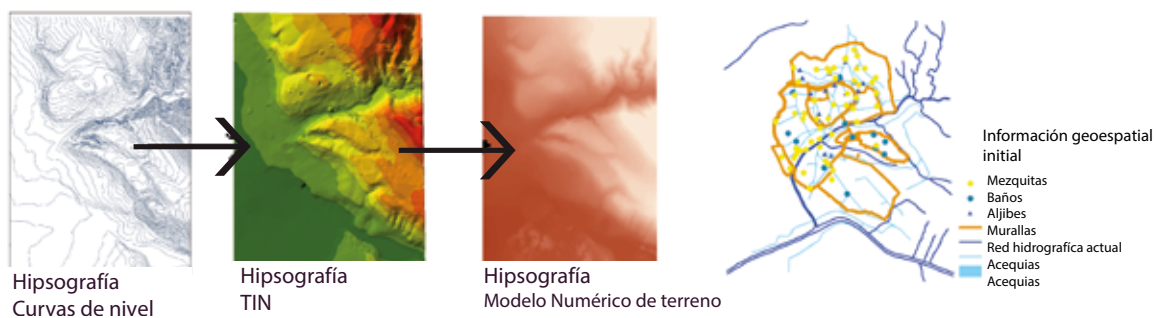 Hipsografía
Curvas de nivel
Hipsografía
TIN
Hipsografía
Modelo Numérico de terreno
Información geoespatial
initial
Mezquitas
Baños
Aljibes
Murallas
Red hidrografíca actual
Acequias
Acequias